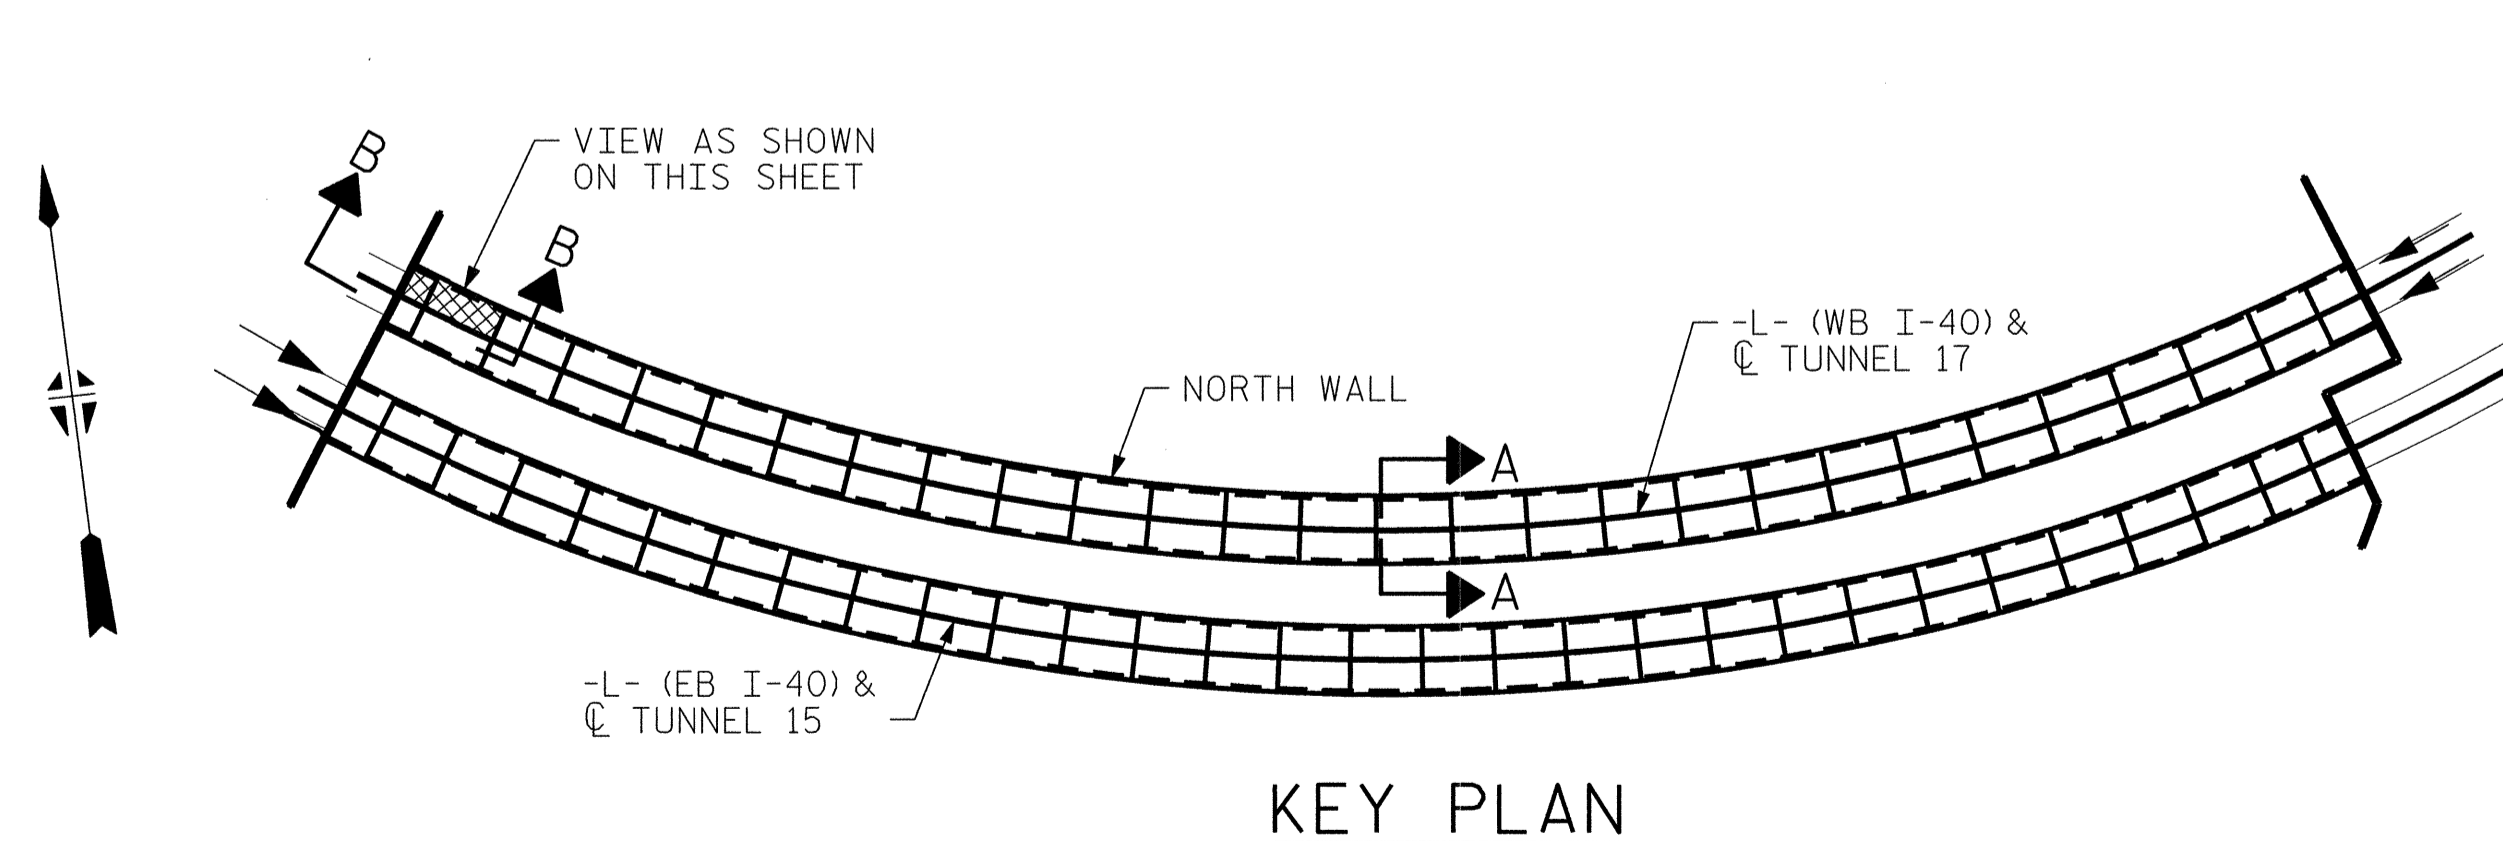 B
VIEW AS SHOWN
ON THIS SHEET
B
-L- (WB I-40) &
℄ TUNNEL 17
NORTH WALL
A
A
-L- (EB I-40) &
℄ TUNNEL 15
KEY PLAN